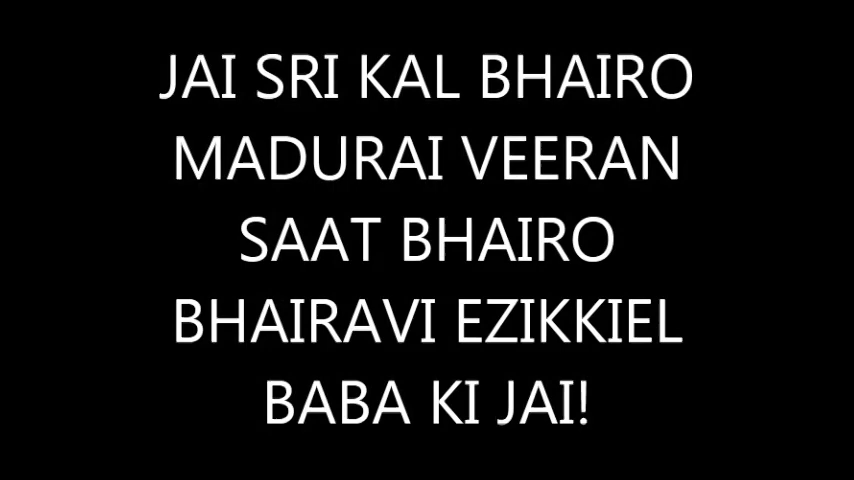 JAI SRI KAL BHAIRO
MADURAI VEERAN
SAAT BHAIRO
BHAIRAVI EZIKKIEL
BABA KI JAI!